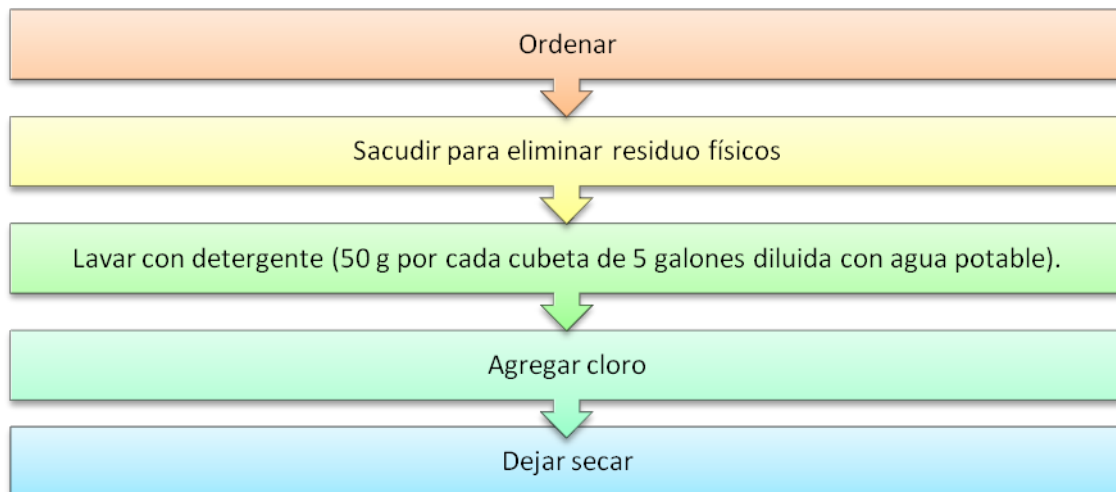 Ordenar
Sacudir para eliminar residuo físicos
Lavar con detergente (50 g por cada cubeta de 5 galones diluida con agua potable).
Agregar cloro
Dejar secar